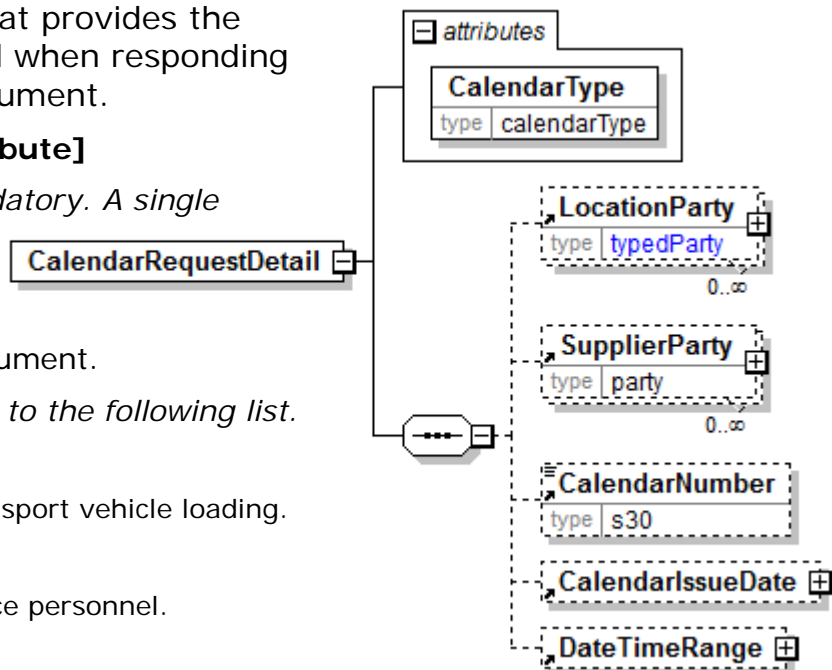 at provides the
when responding
ument.
bute]
datory. A single
ument.
to the following list.
sport vehicle loading.
ce personnel.
CalendarRequestDetail
attributes
CalendarType
type calendarType
LocationParty
type typedParty
0..∞
SupplierParty
type party
0..∞
CalendarNumber
type s30
CalendarIssueDate
DateTimeRange